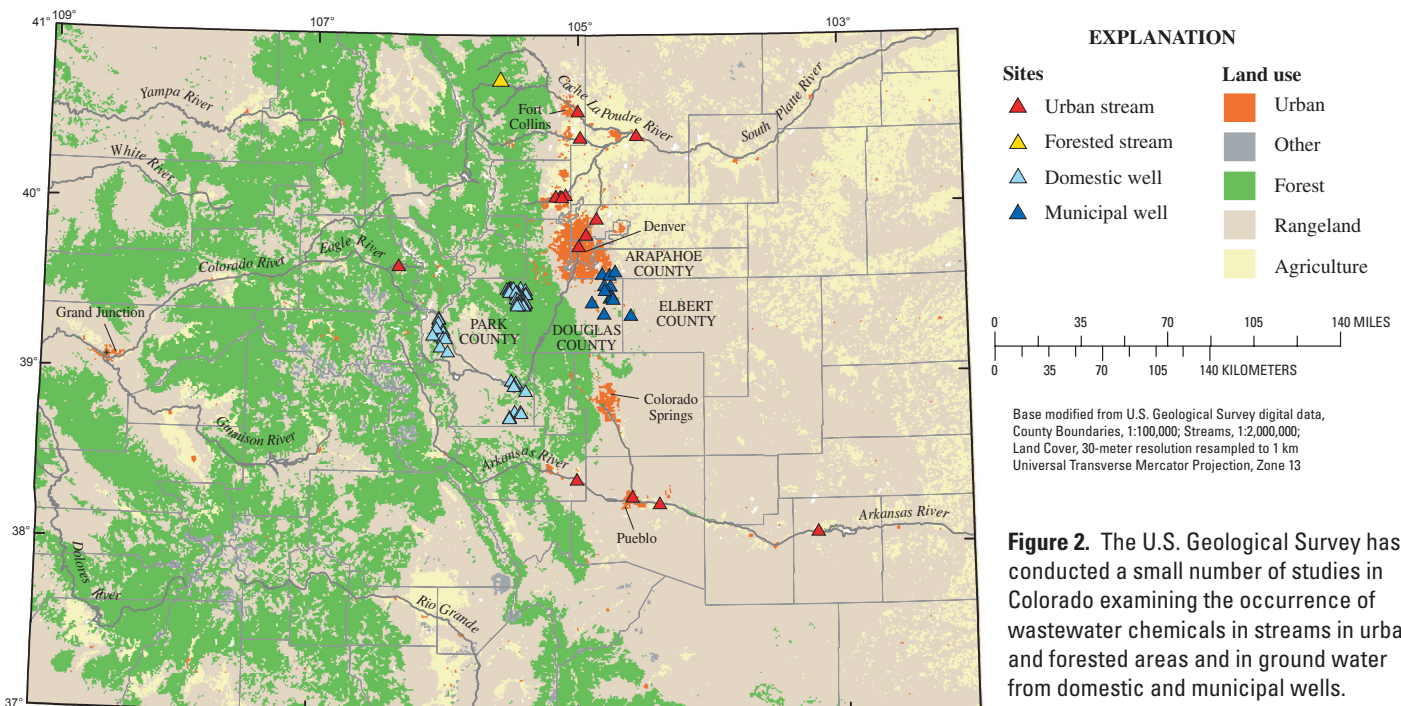 41°
109°
107°
105°
103°
40°
39°
38°
37°
Yampa River
White River
Fort
Collins
Cache La Poudre River
South Platte River
Eagle River
Colorado River
Denver
ARAPAHOE
COUNTY
Grand Junction
PARK
COUNTY
DOUGLAS
COUNTY
ELBERT
COUNTY
Colorado
Springs
Gunnison River
Arkansas River
Pueblo
Arkansas River
Dolores River
Rio Grande
EXPLANATION
Sites
Urban stream
Forested stream
Domestic well
Municipal well
Land use
Urban
Other
Forest
Rangeland
Agriculture
0 35 70 105 140 MILES
0 35 70 105 140 KILOMETERS
Base modified from U.S. Geological Survey digital data,
County Boundaries, 1:100,000; Streams, 1:2,000,000;
Land Cover, 30-meter resolution resampled to 1 km
Universal Transverse Mercator Projection, Zone 13
Figure 2. The U.S. Geological Survey has
conducted a small number of studies in
Colorado examining the occurrence of
wastewater chemicals in streams in urba
and forested areas and in ground water
from domestic and municipal wells.